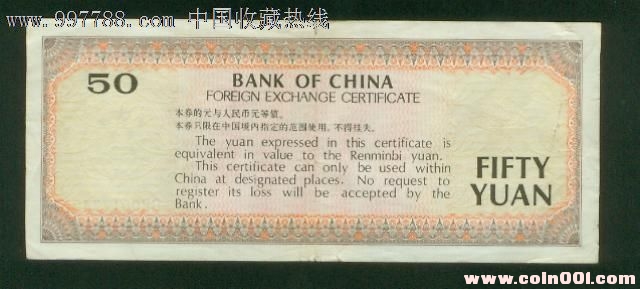 www.997788.com 中国收藏热线
50
BANK OF CHINA
FOREIGN EXCHANGE CERTIFICATE
本券的元与人民币元等值。
本券只限在中国境内指定的范围使用，不得挂失。
The yuan expressed in this certificate is
equivalent in value to the Renminbi yuan.
This certificate can only be used within
China at designated places. No request to
register its loss will be accepted by the
Bank.
FIFTY
YUAN
www.coin001.com